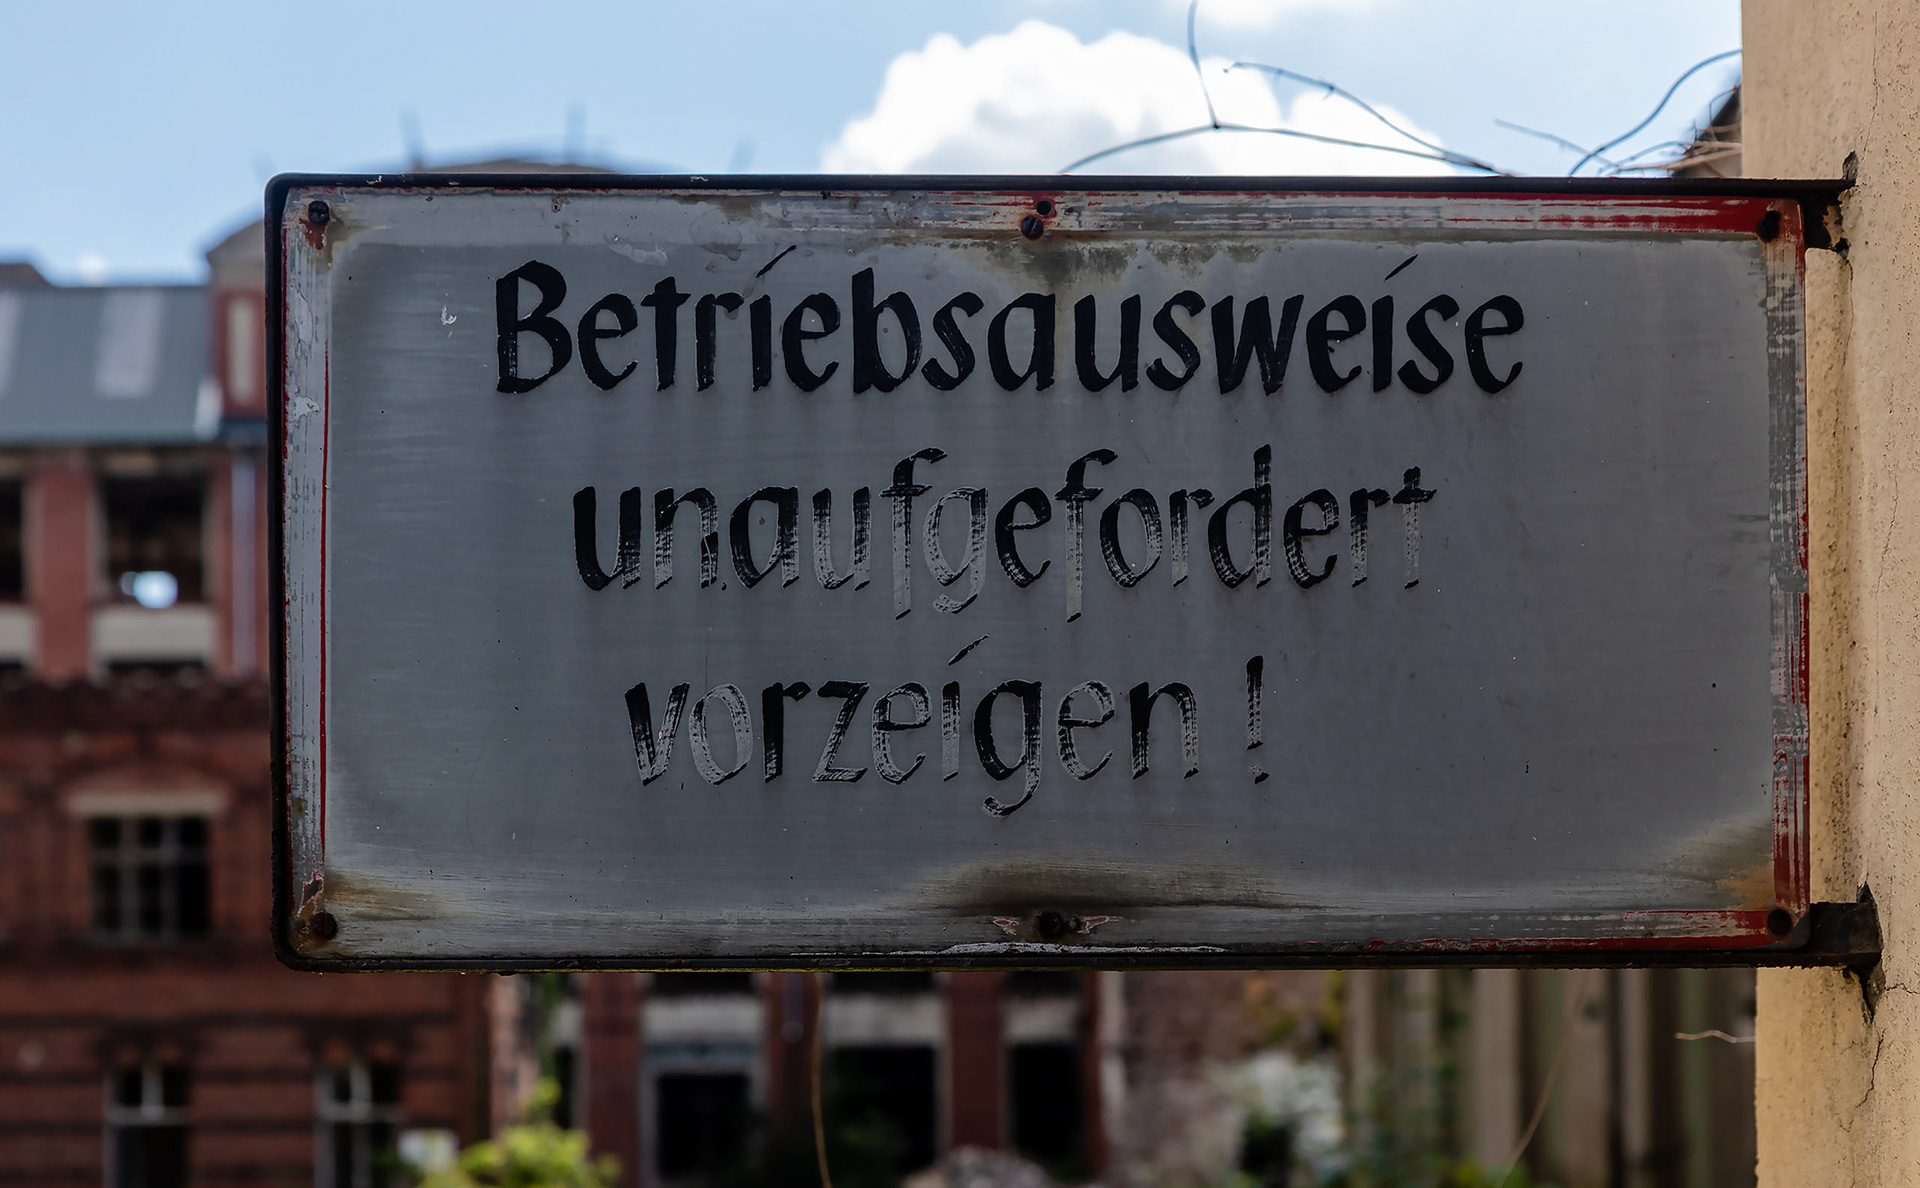 Betriebsausweise
unaufgefordert
vorzeigen !